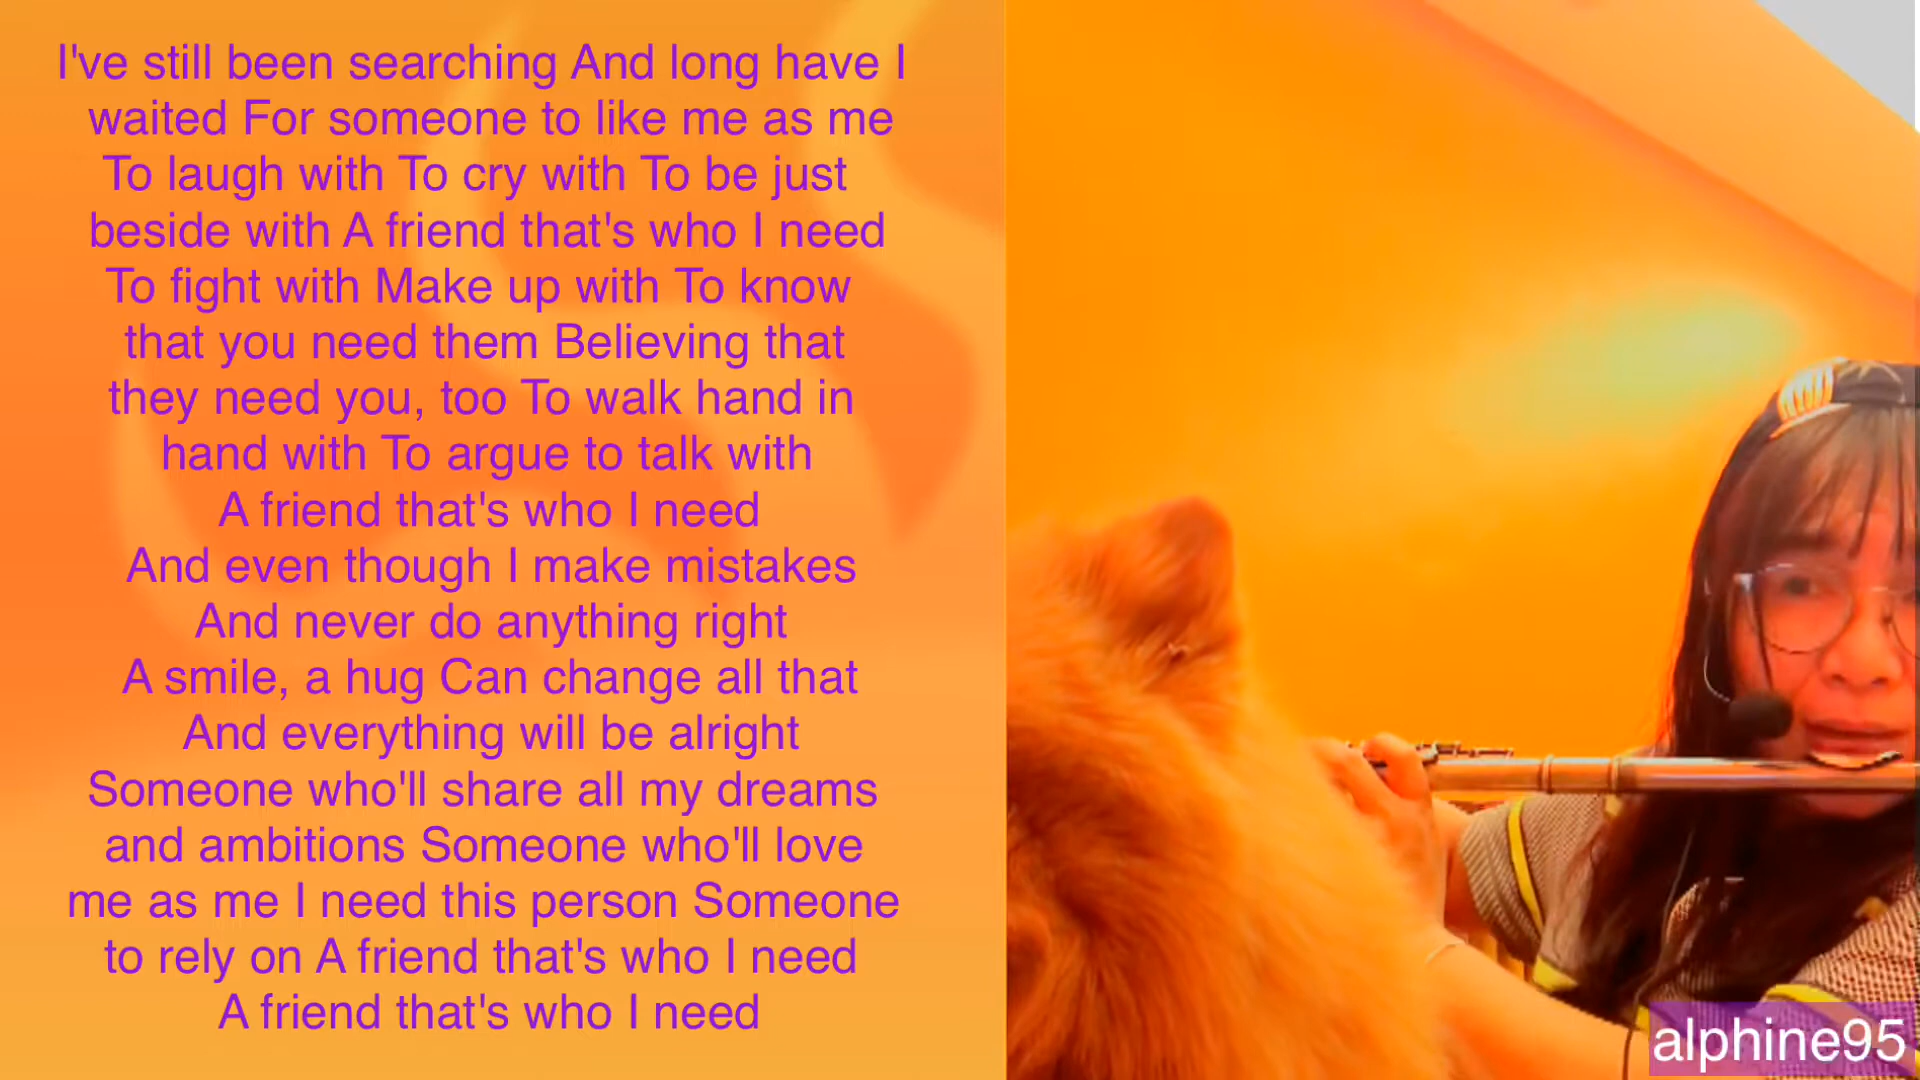 I've still been searching And long have I
waited For someone to like me as me
To laugh with To cry with To be just
beside with A friend that's who I need
To fight with Make up with To know
that you need them Believing that
they need you, too To walk hand in
hand with To argue to talk with
A friend that's who I need
And even though I make mistakes
And never do anything right
A smile, a hug Can change all that
And everything will be alright
Someone who'll share all my dreams
and ambitions Someone who'll love
me as me I need this person Someone
to rely on A friend that's who I need
A friend that's who I need
alphine95